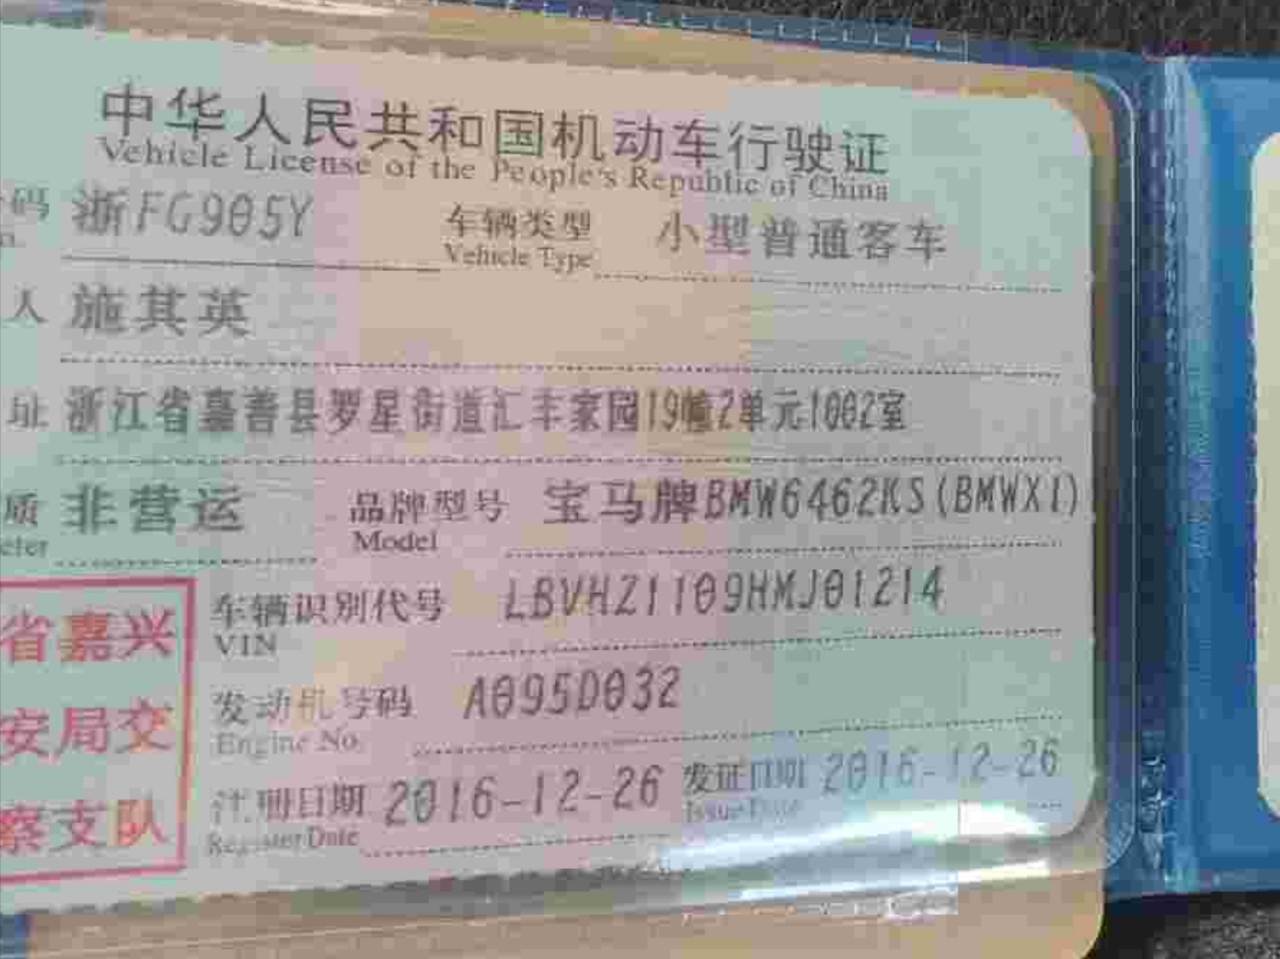 中华人民共和国机动车行驶证
Vehicle License of the People's Republic of China
码 浙FG905Y 车辆类型 小型普通客车
Vehicle Type
人 施其英
址 浙江省嘉善县罗星街道汇丰家园19幢2单元1002室
质 非营运 品牌型号 宝马牌BMW6462KS(BMWX1)
cter Model
省嘉兴 车辆识别代号 LBVHZ1109HMJ01214
VIN
安局交 发动机号码 A095D032
Engine No.
察支队 注册日期 2016-12-26 发证日期 2016-12-26
Register Date Issue Date